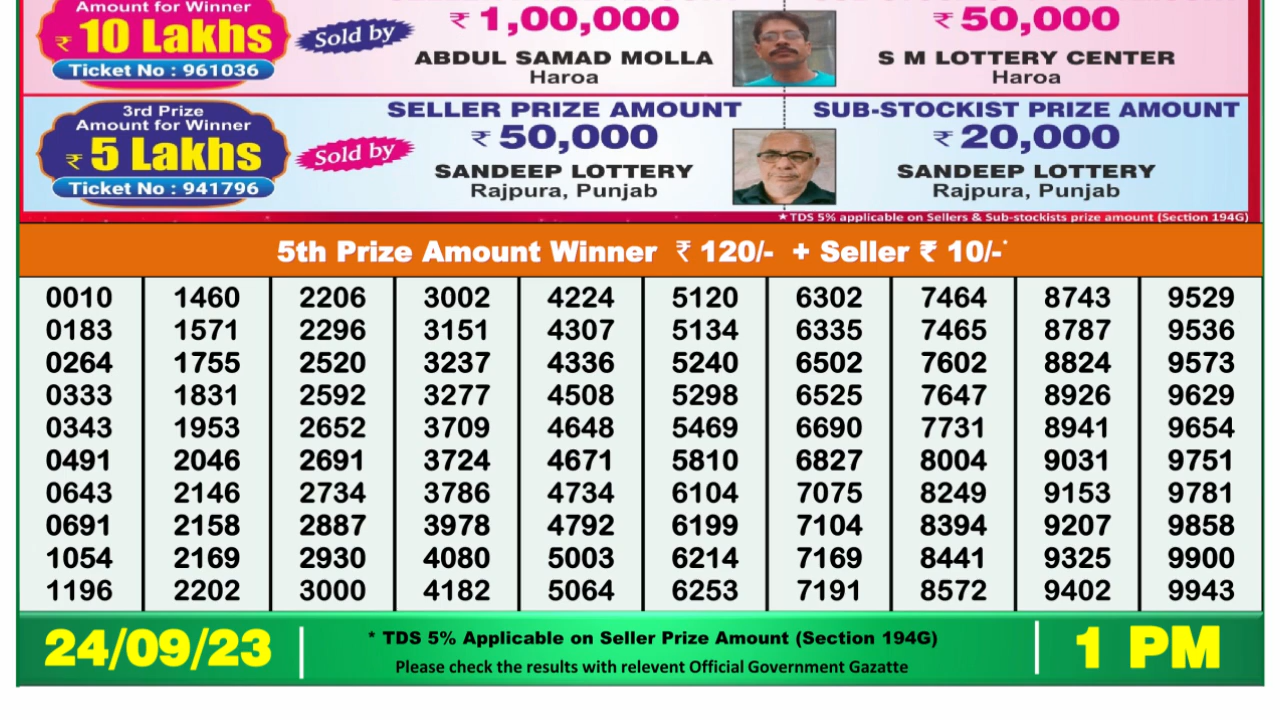 Amount for Winner
₹ 10 Lakhs
Ticket No : 961036
Sold by
₹ 1,00,000
ABDUL SAMAD MOLLA
Haroa
₹ 50,000
S M LOTTERY CENTER
Haroa
3rd Prize
Amount for Winner
₹ 5 Lakhs
Ticket No : 941796
Sold by
SELLER PRIZE AMOUNT
₹ 50,000
SANDEEP LOTTERY
Rajpura, Punjab
SUB-STOCKIST PRIZE AMOUNT
₹ 20,000
SANDEEP LOTTERY
Rajpura, Punjab
★TDS 5% applicable on Sellers & Sub-stockists prize amount (Section 194G)
5th Prize Amount Winner ₹ 120/- + Seller ₹ 10/-*
0010 1460 2206 3002 4224 5120 6302 7464 8743 9529
0183 1571 2296 3151 4307 5134 6335 7465 8787 9536
0264 1755 2520 3237 4336 5240 6502 7602 8824 9573
0333 1831 2592 3277 4508 5298 6525 7647 8926 9629
0343 1953 2652 3709 4648 5469 6690 7731 8941 9654
0491 2046 2691 3724 4671 5810 6827 8004 9031 9751
0643 2146 2734 3786 4734 6104 7075 8249 9153 9781
0691 2158 2887 3978 4792 6199 7104 8394 9207 9858
1054 2169 2930 4080 5003 6214 7169 8441 9325 9900
1196 2202 3000 4182 5064 6253 7191 8572 9402 9943
24/09/23
* TDS 5% Applicable on Seller Prize Amount (Section 194G)
Please check the results with relevent Official Government Gazatte
1 PM